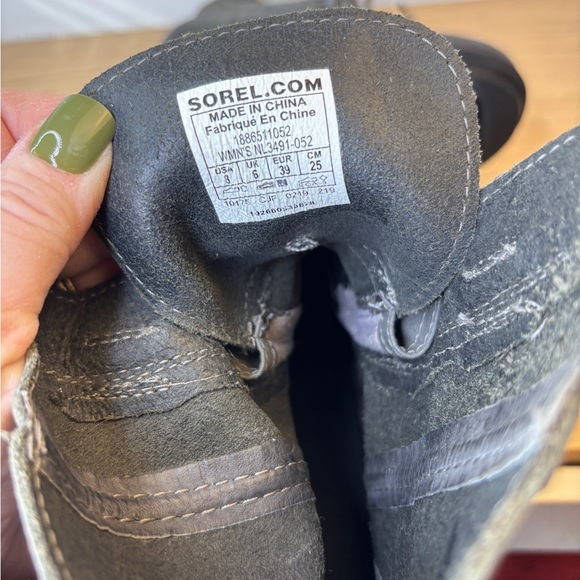 SOREL.COM
MADE IN CHINA
Fabriqué En Chine
1886511052
WMN'S NL3491-052
USA UK EUR CM
8 6 39 25